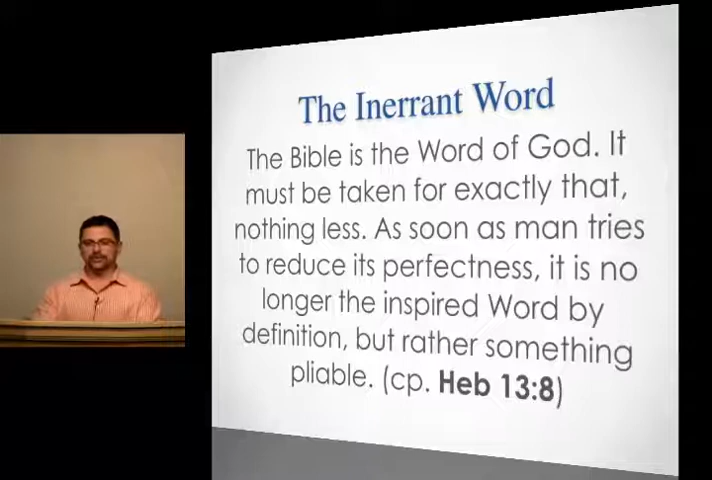 The Inerrant Word
The Bible is the Word of God. It
must be taken for exactly that,
nothing less. As soon as man tries
to reduce its perfectness, it is no
longer the inspired Word by
definition, but rather something
pliable. (cp. Heb 13:8)